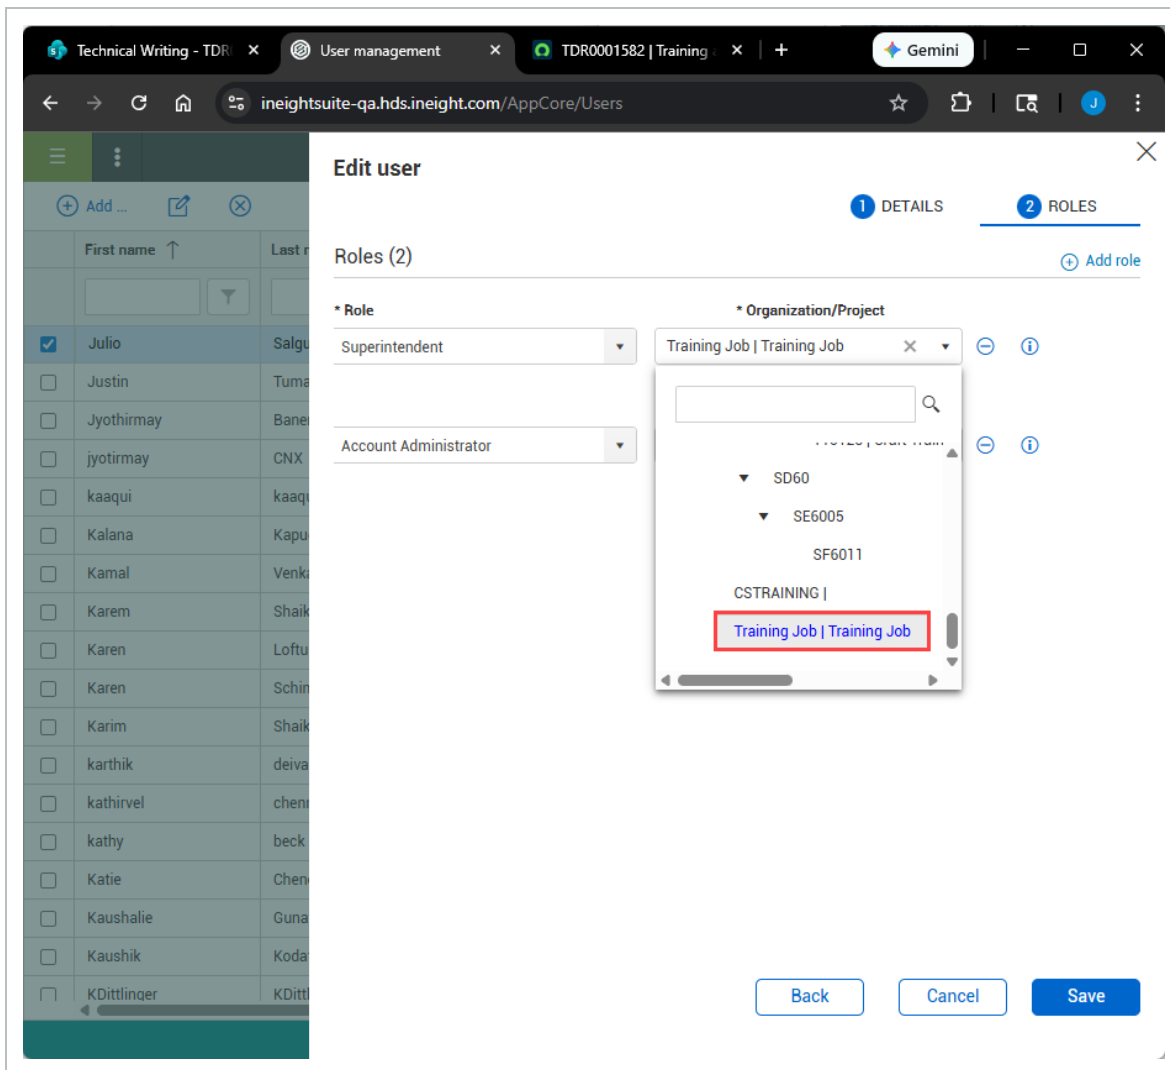 Technical Writing - TDR
User management
TDR0001582 | Training a
Gemini
ineightsuite-qa.hds.ineight.com/AppCore/Users
J
Edit user
1 DETAILS
2 ROLES
Add ...
First name
Last n
Roles (2)
Add role
* Role
* Organization/Project
Superintendent
Training Job | Training Job
Account Administrator
SD60
SE6005
SF6011
CSTRAINING |
Training Job | Training Job
Julio Salgu
Justin Tuma
Jyothirmay Baner
jyotirmay CNX
kaaqui kaaqu
Kalana Kapu
Kamal Venka
Karem Shaik
Karen Loftu
Karen Schin
Karim Shaik
karthik deiva
kathirvel chenn
kathy beck
Katie Chen
Kaushalie Guna
Kaushik Koda
KDittlinger KDittl
Back
Cancel
Save